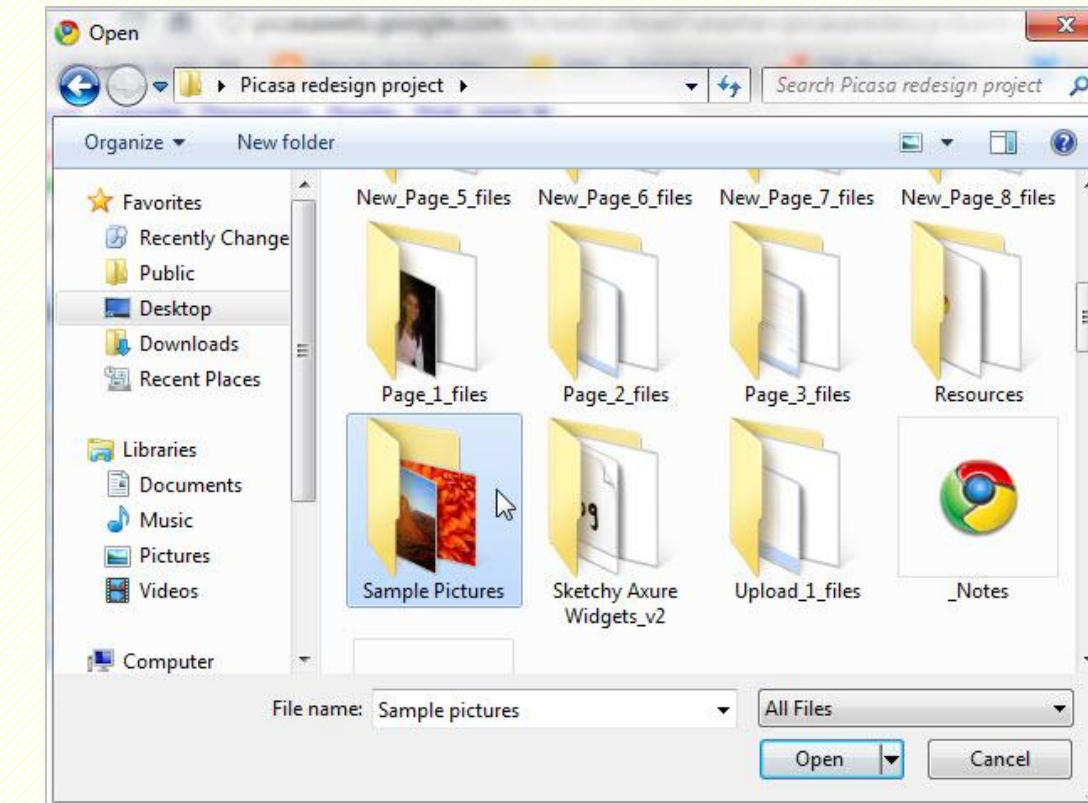 Open
Picasa redesign project
Search Picasa redesign project
Organize
New folder
Favorites
Recently Change
Public
Desktop
Downloads
Recent Places
Libraries
Documents
Music
Pictures
Videos
Computer
New_Page_5_files
New_Page_6_files
New_Page_7_files
New_Page_8_files
Page_1_files
Page_2_files
Page_3_files
Resources
Sample Pictures
Sketchy Axure
Widgets_v2
Upload_1_files
_Notes
File name:
Sample pictures
All Files
Open
Cancel